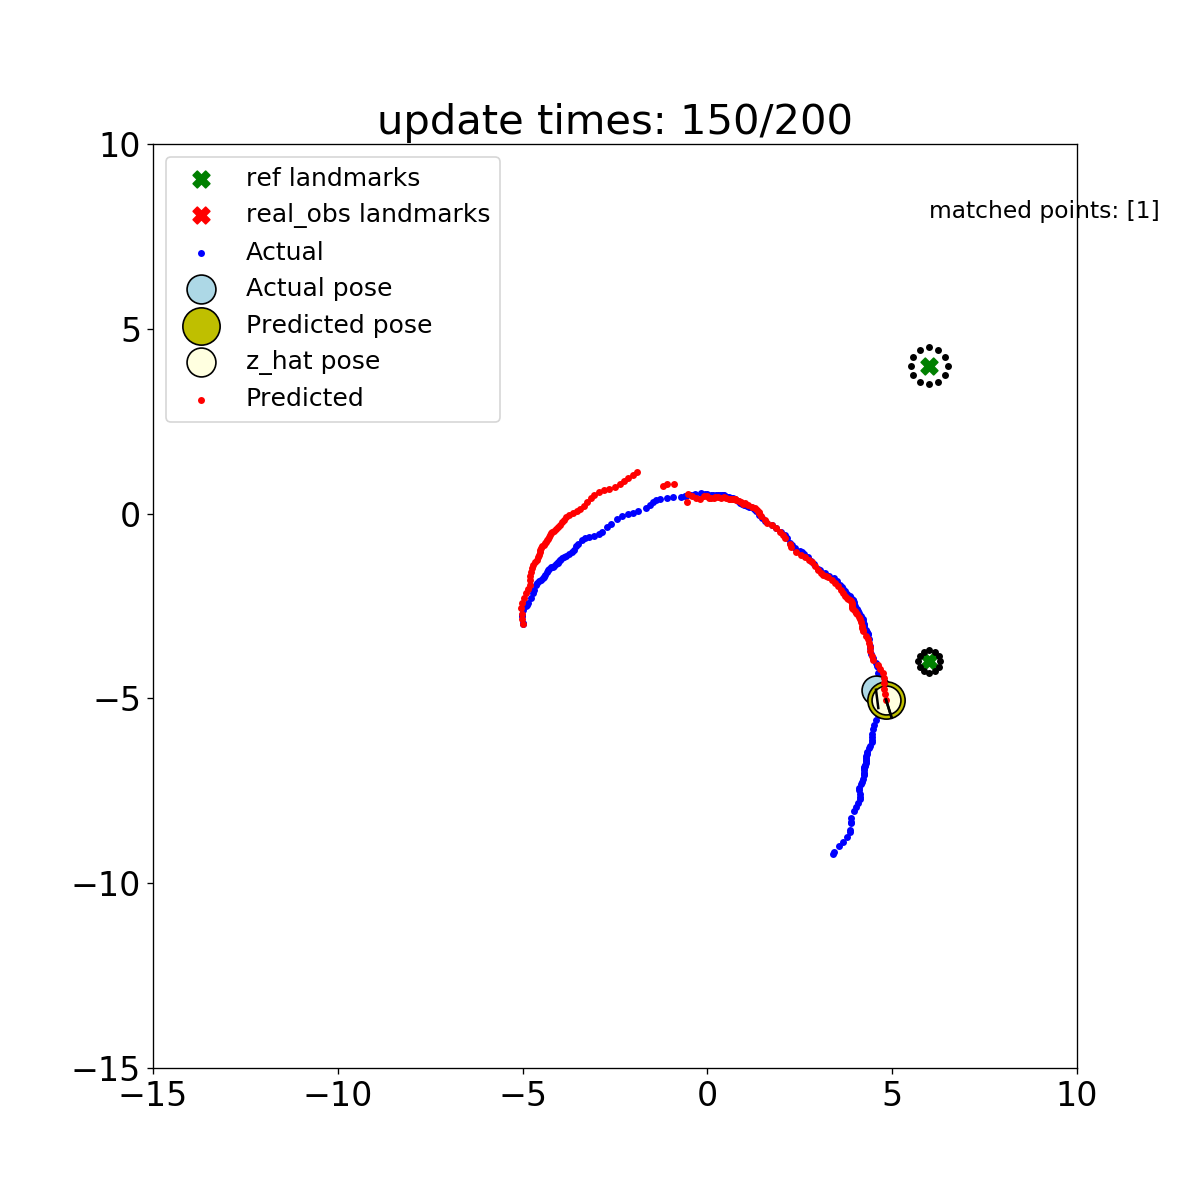 update times: 150/200
10
5
0
−5
−10
−15
ref landmarks
real_obs landmarks
Actual
Actual pose
Predicted pose
z_hat pose
Predicted
matched points: [1]
−15
−10
−5
0
5
10